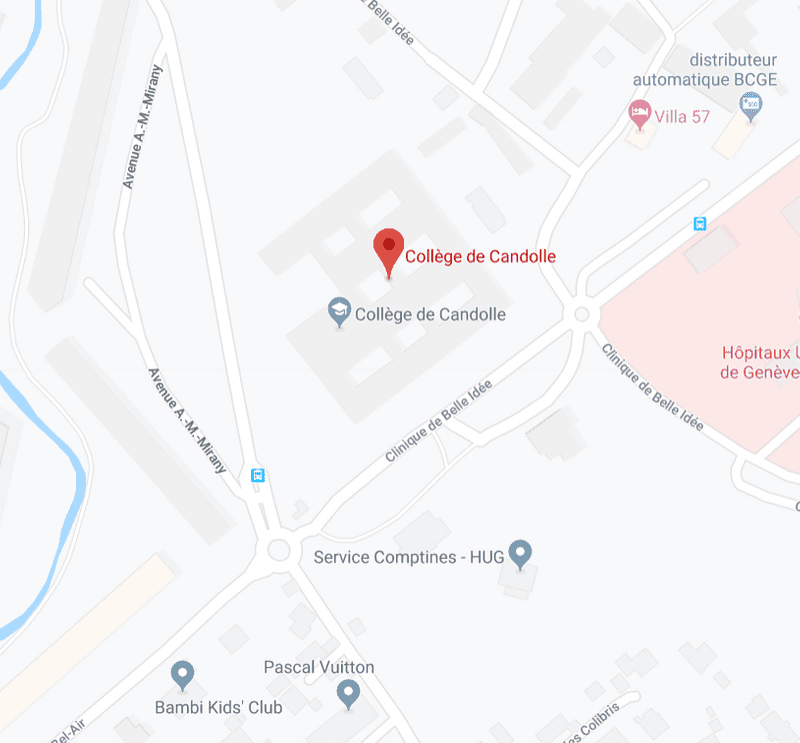 Belle Idée
distributeur
automatique BCGE
Villa 57
Avenue A.-M.-Mirany
Collège de Candolle
Collège de Candolle
Hôpitaux U
de Genève
Clinique de Belle Idée
Avenue A.-M.-Mirany
Clinique de Belle Idée
Service Comptines - HUG
Pascal Vuitton
Bambi Kids' Club
Bel-Air
les Colibris